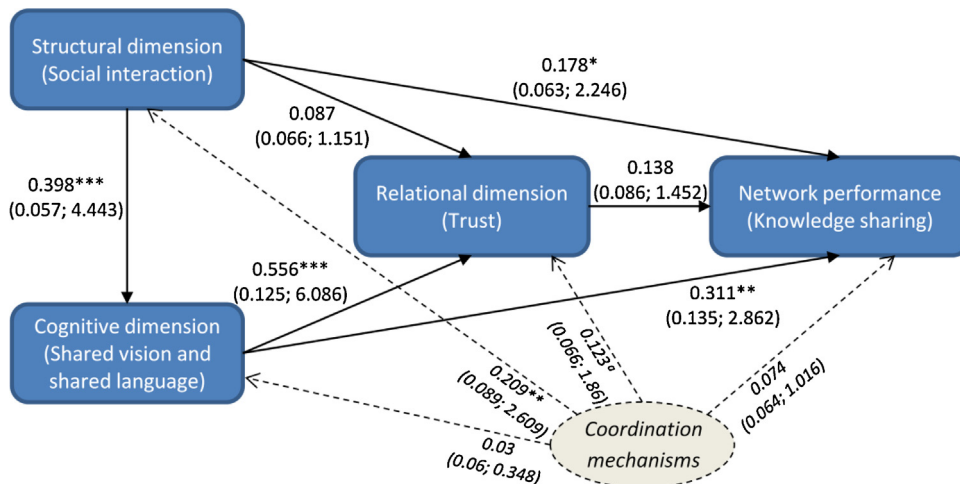 Structural dimension
(Social interaction)
0.178*
(0.063; 2.246)
0.087
(0.066; 1.151)
0.398***
(0.057; 4.443)
Relational dimension
(Trust)
0.138
(0.086; 1.452)
Network performance
(Knowledge sharing)
0.556***
(0.125; 6.086)
0.311**
(0.135; 2.862)
Cognitive dimension
(Shared vision and
shared language)
0.209**
(0.089; 2.609)
0.123ª
(0.066; 1.86)
0.074
(0.064; 1.016)
0.03
(0.06; 0.348)
Coordination
mechanisms